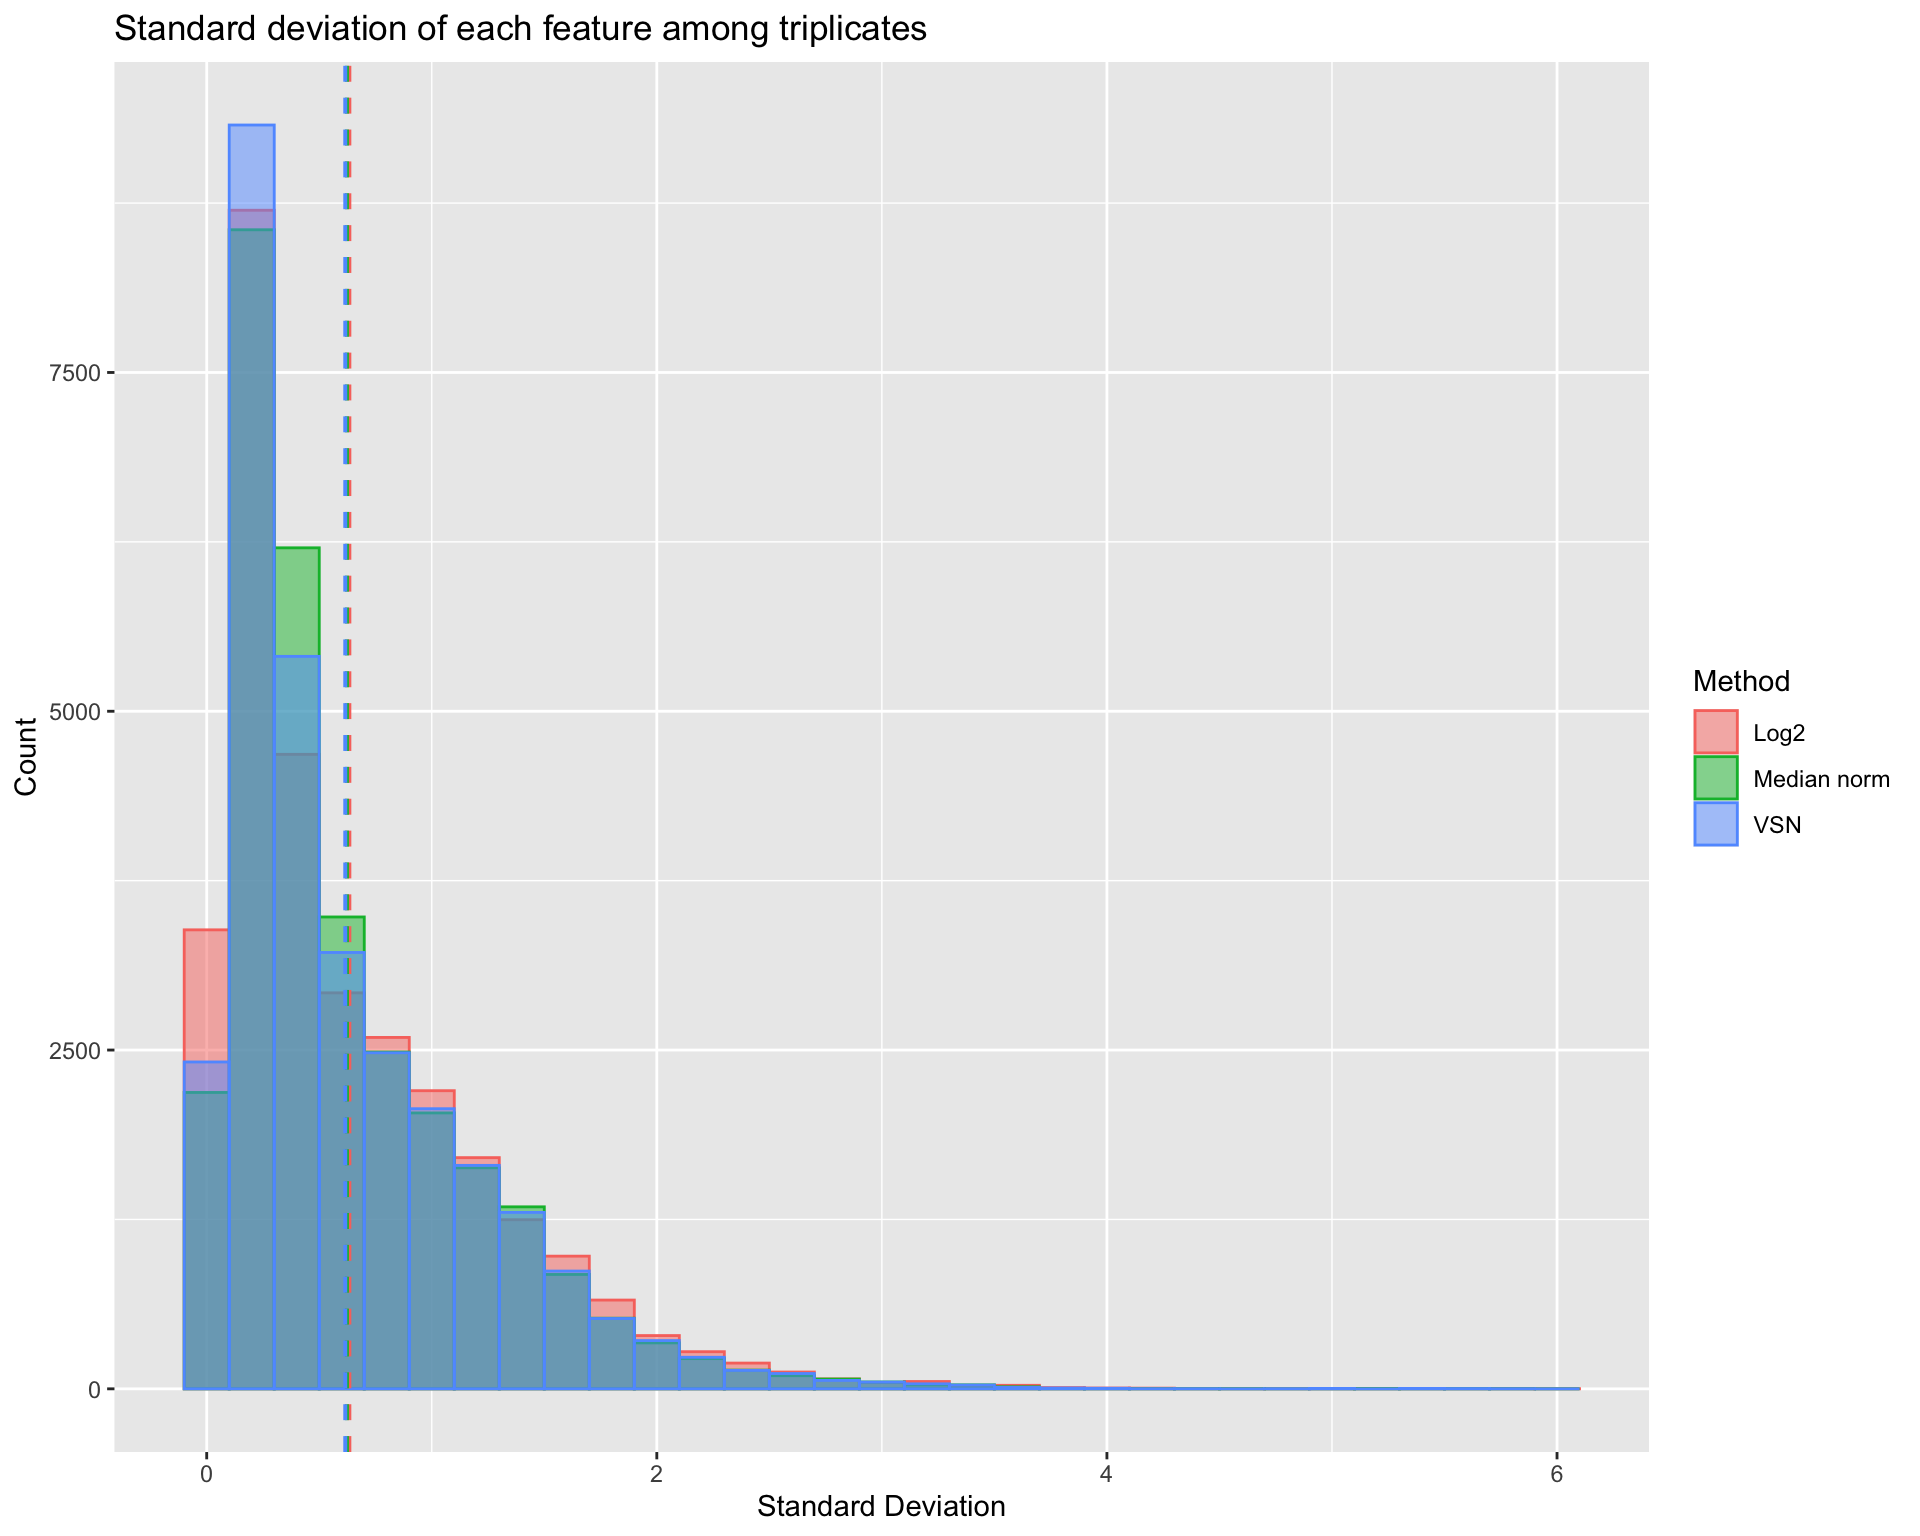 Standard deviation of each feature among triplicates
Count
7500
5000
2500
0
0 2 4 6
Standard Deviation
Method
Log2
Median norm
VSN